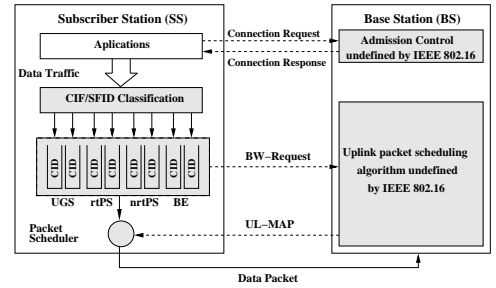 Subscriber Station (SS)
Base Station (BS)
Aplications
Connection Request
Admission Control
undefined by IEEE 802.16
Connection Response
Data Traffic
CIF/SFID Classification
CID CID CID CID CID CID CID CID
BW-Request
Uplink packet scheduling
algorithm undefined
by IEEE 802.16
UGS rtPS nrtPS BE
Packet
Scheduler
UL-MAP
Data Packet